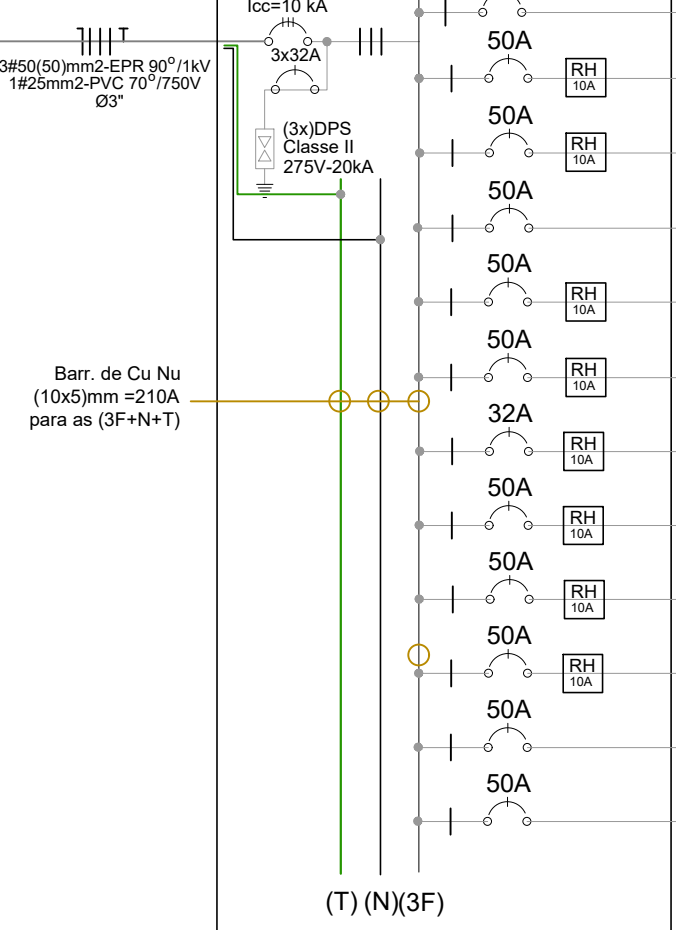 Icc=10 kA
3x32A
3#50(50)mm2-EPR 90°/1kV
1#25mm2-PVC 70°/750V
Ø3"
(3x)DPS
Classe II
275V-20kA
50A
RH
10A
50A
RH
10A
50A
50A
RH
10A
50A
RH
10A
Barr. de Cu Nu
(10x5)mm =210A
para as (3F+N+T)
32A
RH
10A
50A
RH
10A
50A
RH
10A
50A
RH
10A
50A
50A
(T) (N)(3F)